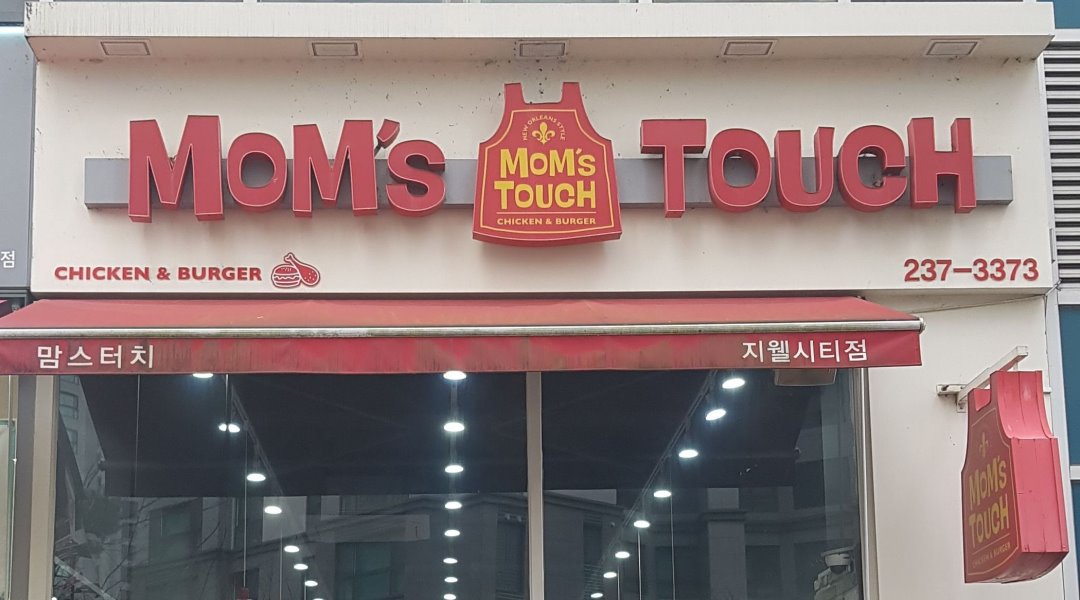 MOM'S TOUCH
NEW ORLEANS STYLE
MOM'S
TOUCH
CHICKEN & BURGER
CHICKEN & BURGER
237-3373
점
맘스터치
지웰시티점
MOM'S
TOUCH
CHICKEN & BURGER